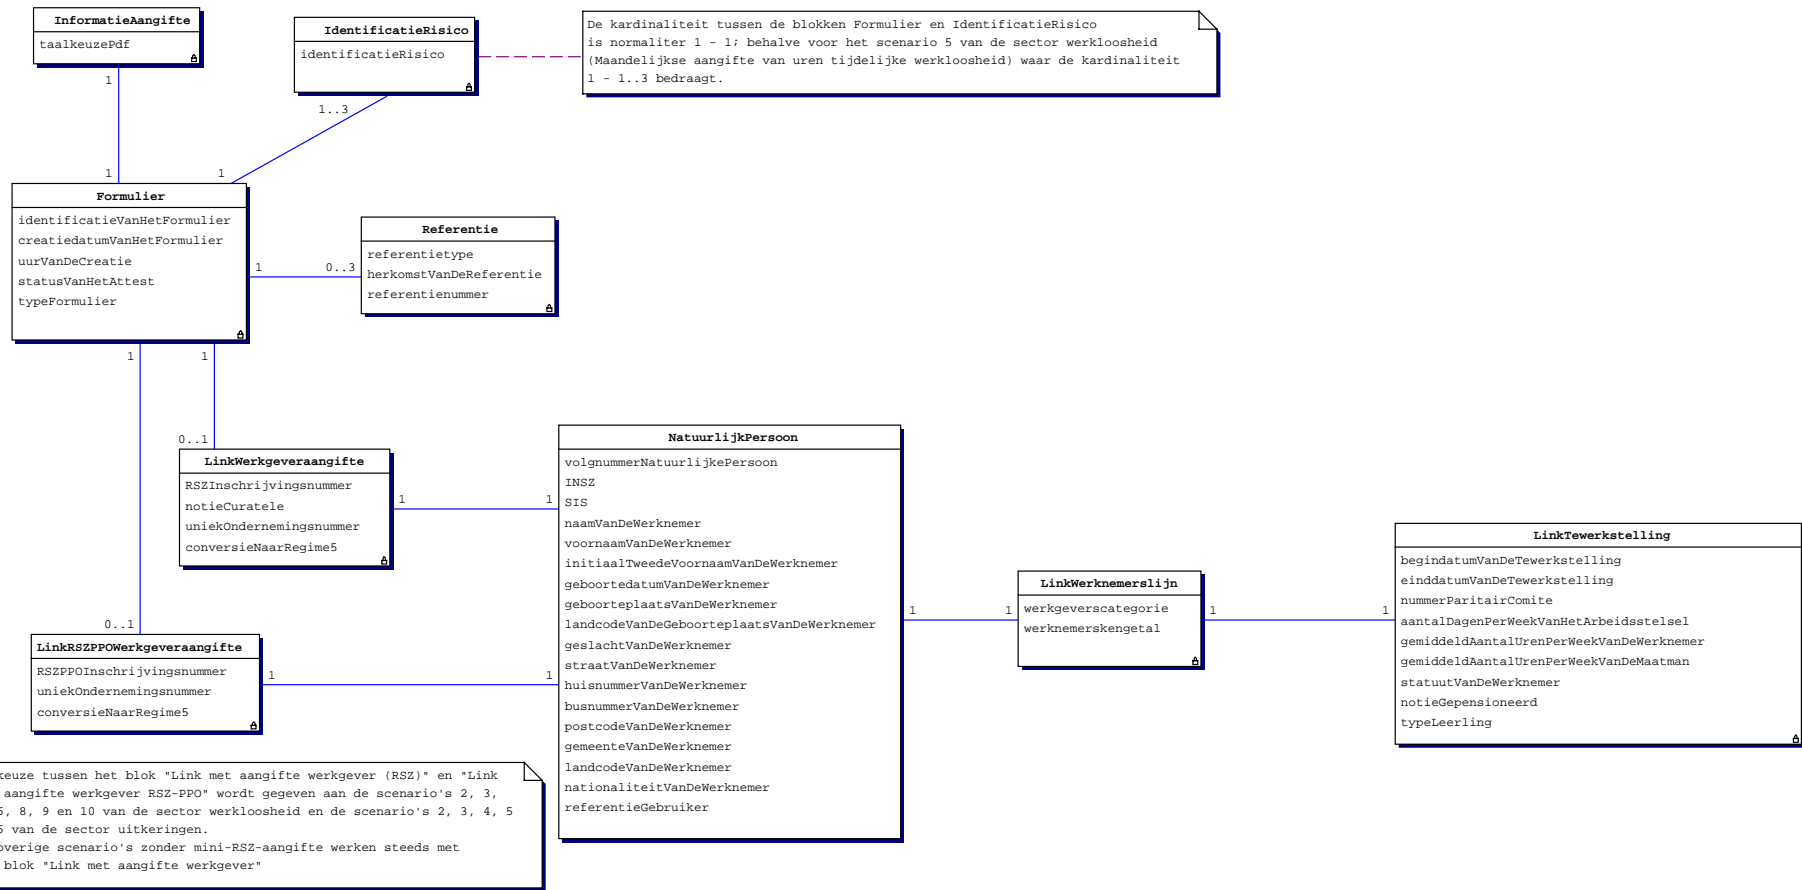 InformatieAangifte
taalkeuzePdf
1
1
IdentificatieRisico
identificatieRisico
1..3
1
De kardinaliteit tussen de blokken Formulier en IdentificatieRisico
is normaliter 1 - 1; behalve voor het scenario 5 van de sector werkloosheid
(Maandelijkse aangifte van uren tijdelijke werkloosheid) waar de kardinaliteit
1 - 1..3 bedraagt.
Formulier
identificatieVanHetFormulier
creatiedatumVanHetFormulier
uurVanDeCreatie
statusVanHetAttest
typeFormulier
1
0..3
Referentie
referentietype
herkomstVanDeReferentie
referentienummer
1
1
0..1
LinkWerkgeveraangifte
RSZInschrijvingsnummer
notieCuratele
uniekOndernemingsnummer
conversieNaarRegime5
1
1
0..1
LinkRSZPPOWerkgeveraangifte
RSZPPOInschrijvingsnummer
uniekOndernemingsnummer
conversieNaarRegime5
1
1
NatuurlijkPersoon
volgnummerNatuurlijkePersoon
INSZ
SIS
naamVanDeWerknemer
voornaamVanDeWerknemer
initiaalTweedeVoornaamVanDeWerknemer
geboortedatumVanDeWerknemer
geboorteplaatsVanDeWerknemer
landcodeVanDeGeboorteplaatsVanDeWerknemer
geslachtVanDeWerknemer
straatVanDeWerknemer
huisnummerVanDeWerknemer
busnummerVanDeWerknemer
postcodeVanDeWerknemer
gemeenteVanDeWerknemer
landcodeVanDeWerknemer
nationaliteitVanDeWerknemer
referentieGebruiker
1
1
LinkWerknemerslijn
werkgeverscategorie
werknemerskengetal
1
1
LinkTewerkstelling
begindatumVanDeTewerkstelling
einddatumVanDeTewerkstelling
nummerParitairComite
aantalDagenPerWeekVanHetArbeidsstelsel
gemiddeldAantalUrenPerWeekVanDeWerknemer
gemiddeldAantalUrenPerWeekVanDeMaatman
statuutVanDeWerknemer
notieGepensioneerd
typeLeerling
keuze tussen het blok "Link met aangifte werkgever (RSZ)" en "Link
aangifte werkgever RSZ-PPO" wordt gegeven aan de scenario's 2, 3,
6, 8, 9 en 10 van de sector werkloosheid en de scenario's 2, 3, 4, 5
6 van de sector uitkeringen.
overige scenario's zonder mini-RSZ-aangifte werken steeds met
blok "Link met aangifte werkgever"